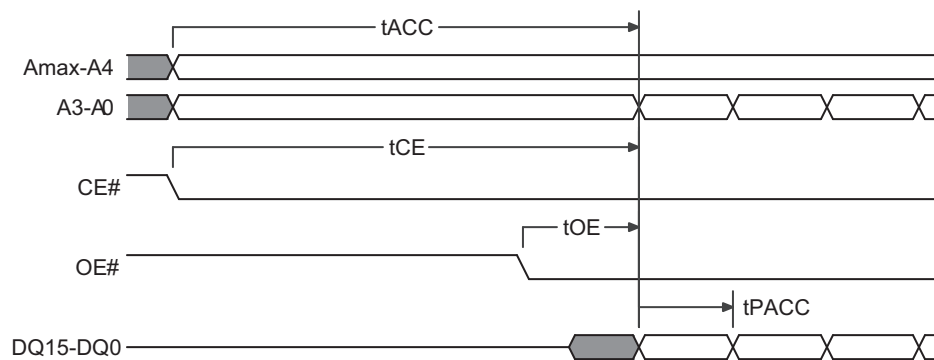 tACC
Amax-A4
A3-A0
tCE
CE#
tOE
OE#
tPACC
DQ15-DQ0